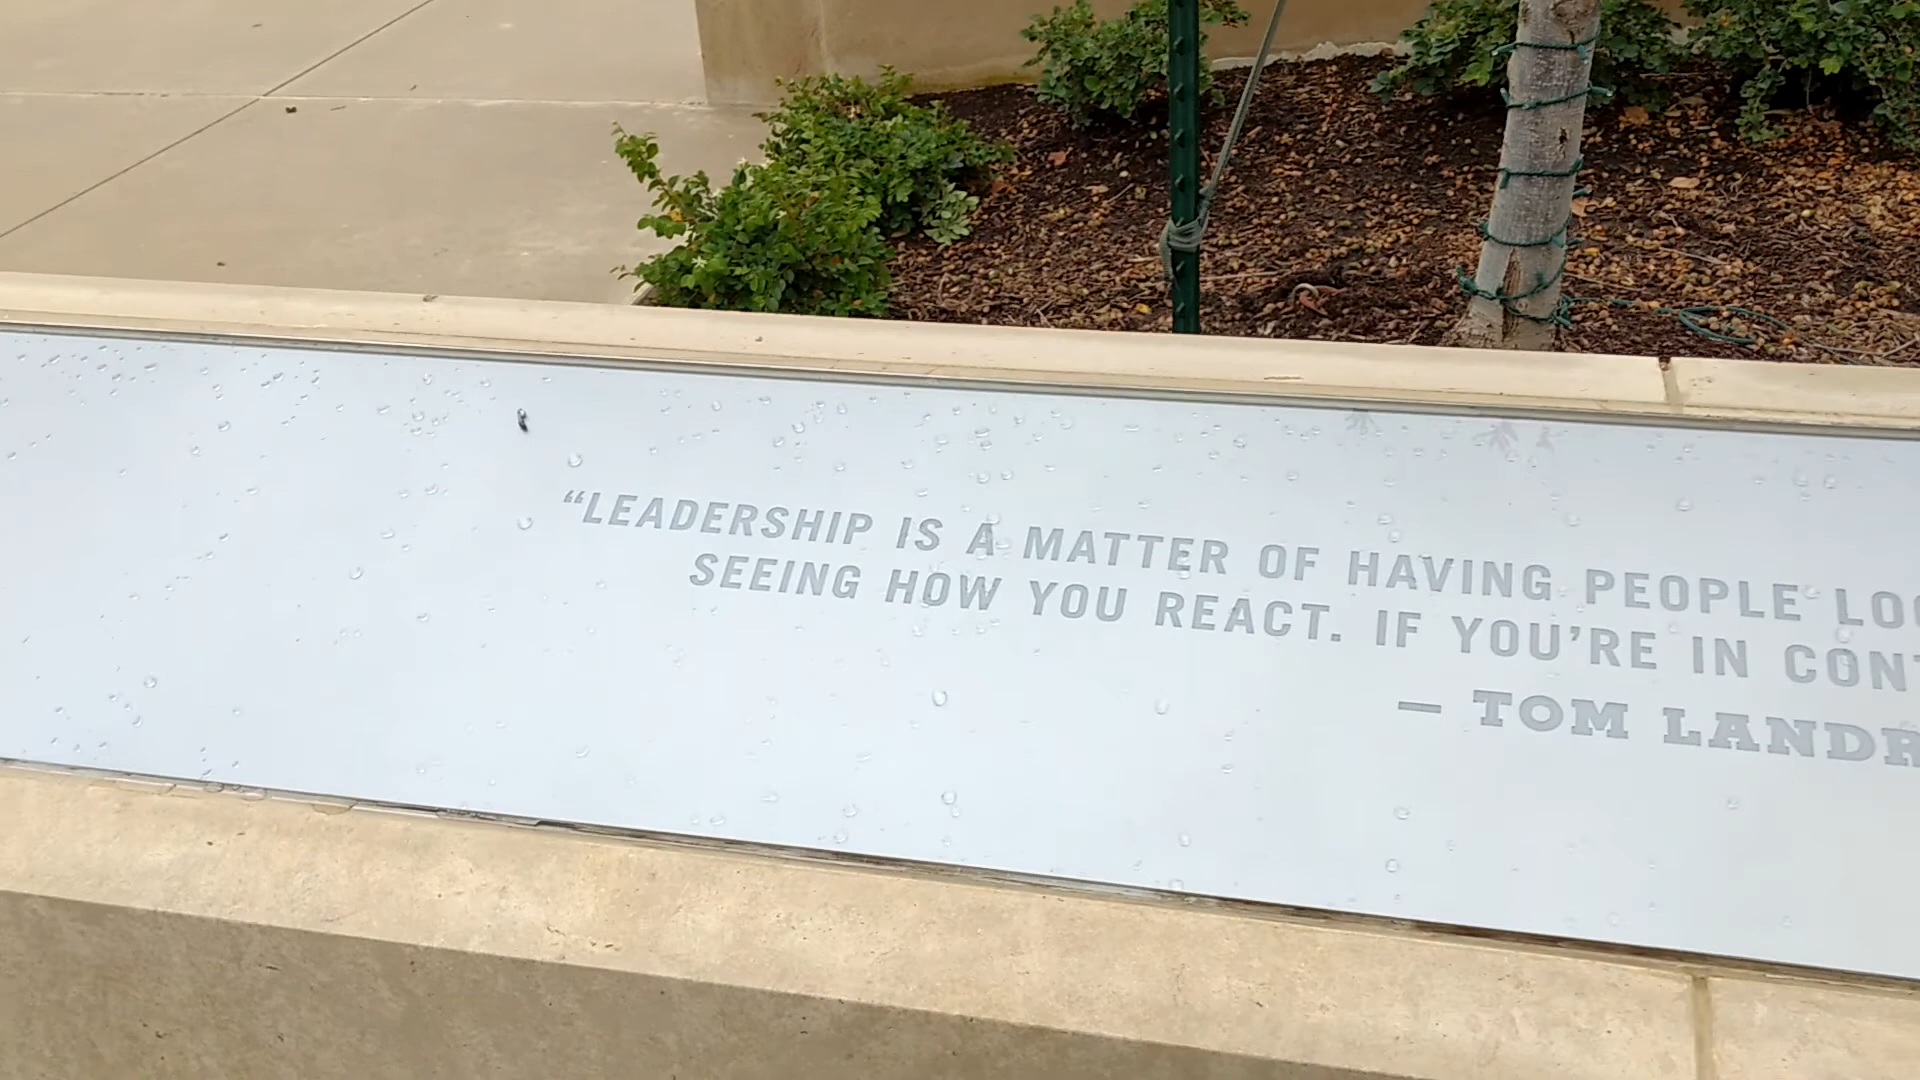 “LEADERSHIP IS A MATTER OF HAVING PEOPLE
SEEING HOW YOU REACT. IF YOU’RE IN
— TOM